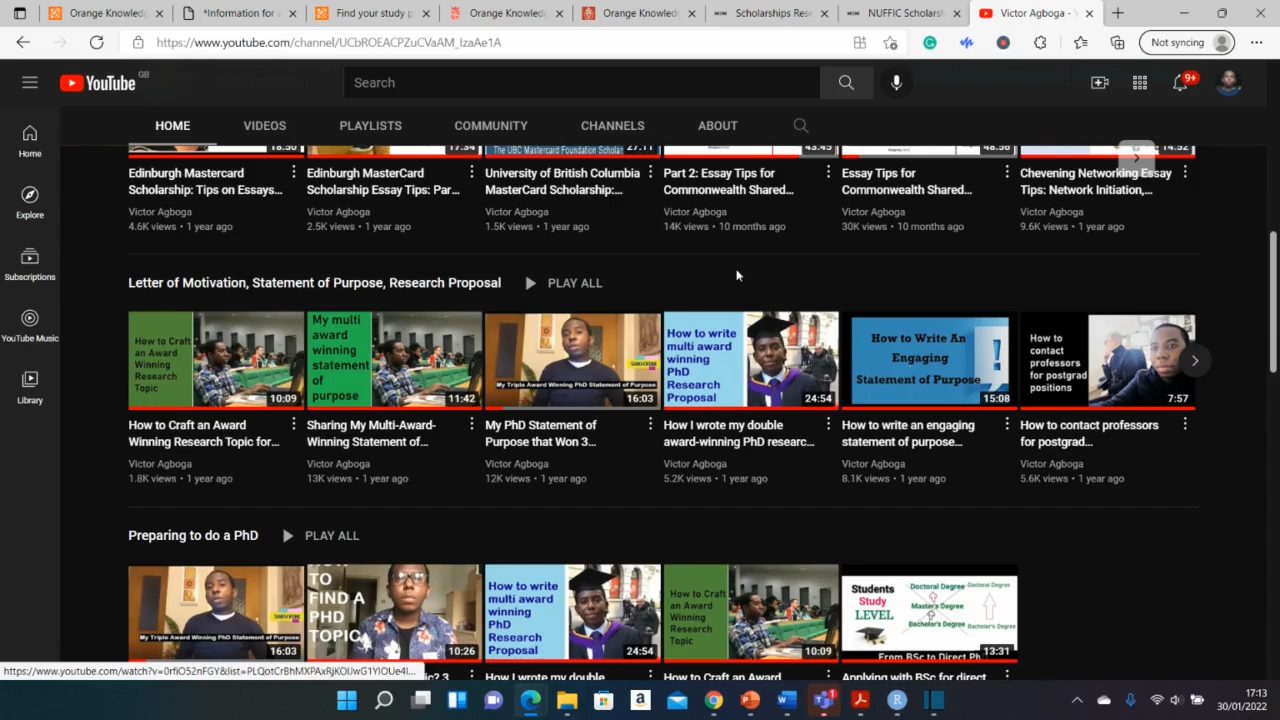 Orange Knowledg
*Information for a
Find your study p
Orange Knowledg
Orange Knowledg
Scholarships Rese
NUFFIC Scholarsh
Victor Agboga - Y
https://www.youtube.com/channel/UCbROEACPZuCVaAM_IzaAe1A
Not syncing
YouTube GB
Search
9+
HOME VIDEOS PLAYLISTS COMMUNITY CHANNELS ABOUT
Home
Explore
Subscriptions
YouTube Music
Library
18:50
17:34
The UBC Mastercard Foundation Scholar
27:11
43:45
48:56
14:52
Edinburgh Mastercard
Scholarship: Tips on Essays...
Victor Agboga
4.6K views • 1 year ago
Edinburgh MasterCard
Scholarship Essay Tips: Par...
Victor Agboga
2.5K views • 1 year ago
University of British Columbia
MasterCard Scholarship:...
Victor Agboga
1.5K views • 1 year ago
Part 2: Essay Tips for
Commonwealth Shared...
Victor Agboga
14K views • 10 months ago
Essay Tips for
Commonwealth Shared...
Victor Agboga
30K views • 10 months ago
Chevening Networking Essay
Tips: Network Initiation,...
Victor Agboga
9.6K views • 1 year ago
Letter of Motivation, Statement of Purpose, Research Proposal PLAY ALL
How to Craft
an Award
Winning
Research
Topic
10:09
How to Craft an Award
Winning Research Topic for...
Victor Agboga
1.8K views • 1 year ago
My multi
award
winning
statement
of
purpose
11:42
Sharing My Multi-Award-
Winning Statement of...
Victor Agboga
13K views • 1 year ago
SUBSCRIBE
My Triple Award Winning PhD Statement of Purpose
16:03
My PhD Statement of
Purpose that Won 3...
Victor Agboga
12K views • 1 year ago
How to write
multi award
winning
PhD
Research
Proposal
24:54
How I wrote my double
award-winning PhD researc...
Victor Agboga
5.2K views • 1 year ago
How to Write An
Engaging
Statement of Purpose
!
15:08
How to write an engaging
statement of purpose...
Victor Agboga
8.1K views • 1 year ago
How to
contact
professors
for postgrad
positions
7:57
How to contact professors
for postgrad...
Victor Agboga
5.6K views • 1 year ago
Preparing to do a PhD PLAY ALL
SUBSCRIBE
My Triple Award Winning PhD Statement of Purpose
16:03
TO
FIND A
PHD
TOPIC
10:26
How to write
multi award
winning
PhD
Research
Proposal
24:54
How to Craft
an Award
Winning
Research
Topic
10:09
Students
Study
LEVEL
Doctoral Degree
Master's Degree
Bachelor's Degree
Doctoral Degree
Bachelor's Degree
From BSc to Direct Ph
13:31
How I wrote my double
How to Craft an Award
Applying with BSc for direct
https://www.youtube.com/watch?v=0rfiO52nFGY&list=PLQotCrBhMXPAxRjKOlJwG1YlOUe4l...
1
17:13
30/01/2022